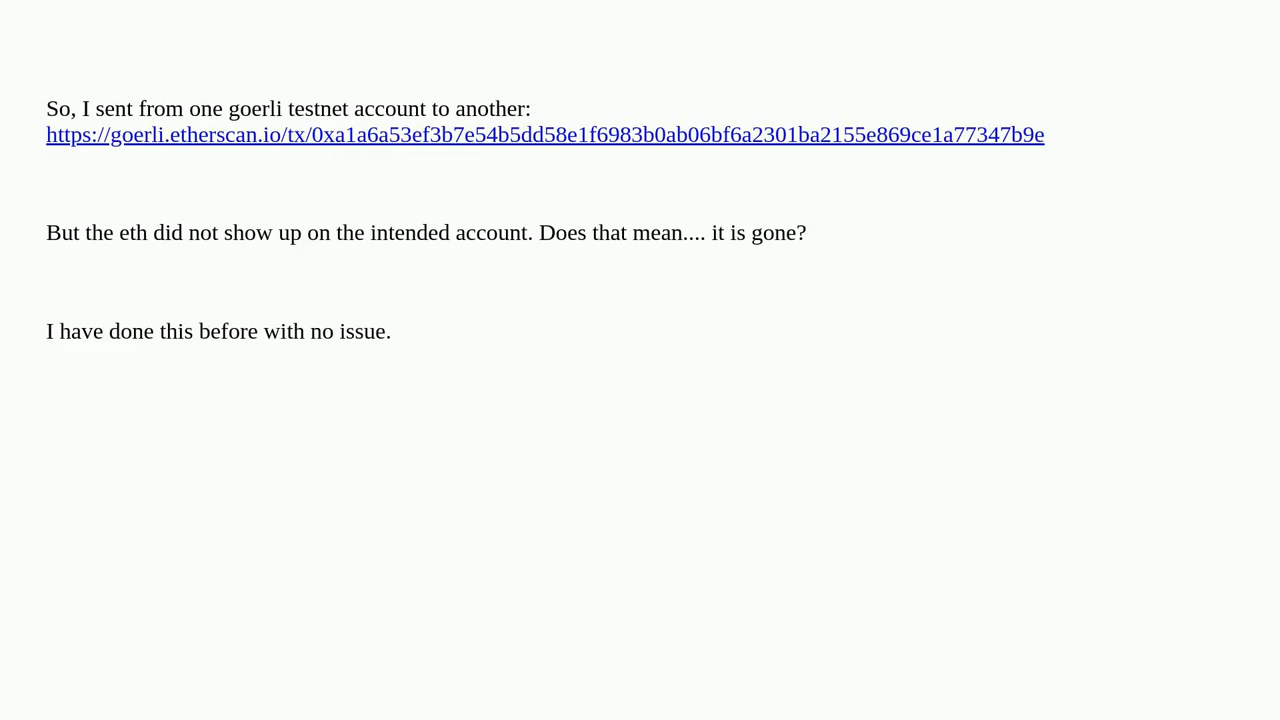 So, I sent from one goerli testnet account to another:
https://goerli.etherscan.io/tx/0xa1a6a53ef3b7e54b5dd58e1f6983b0ab06bf6a2301ba2155e869ce1a77347b9e
But the eth did not show up on the intended account. Does that mean.... it is gone?
I have done this before with no issue.